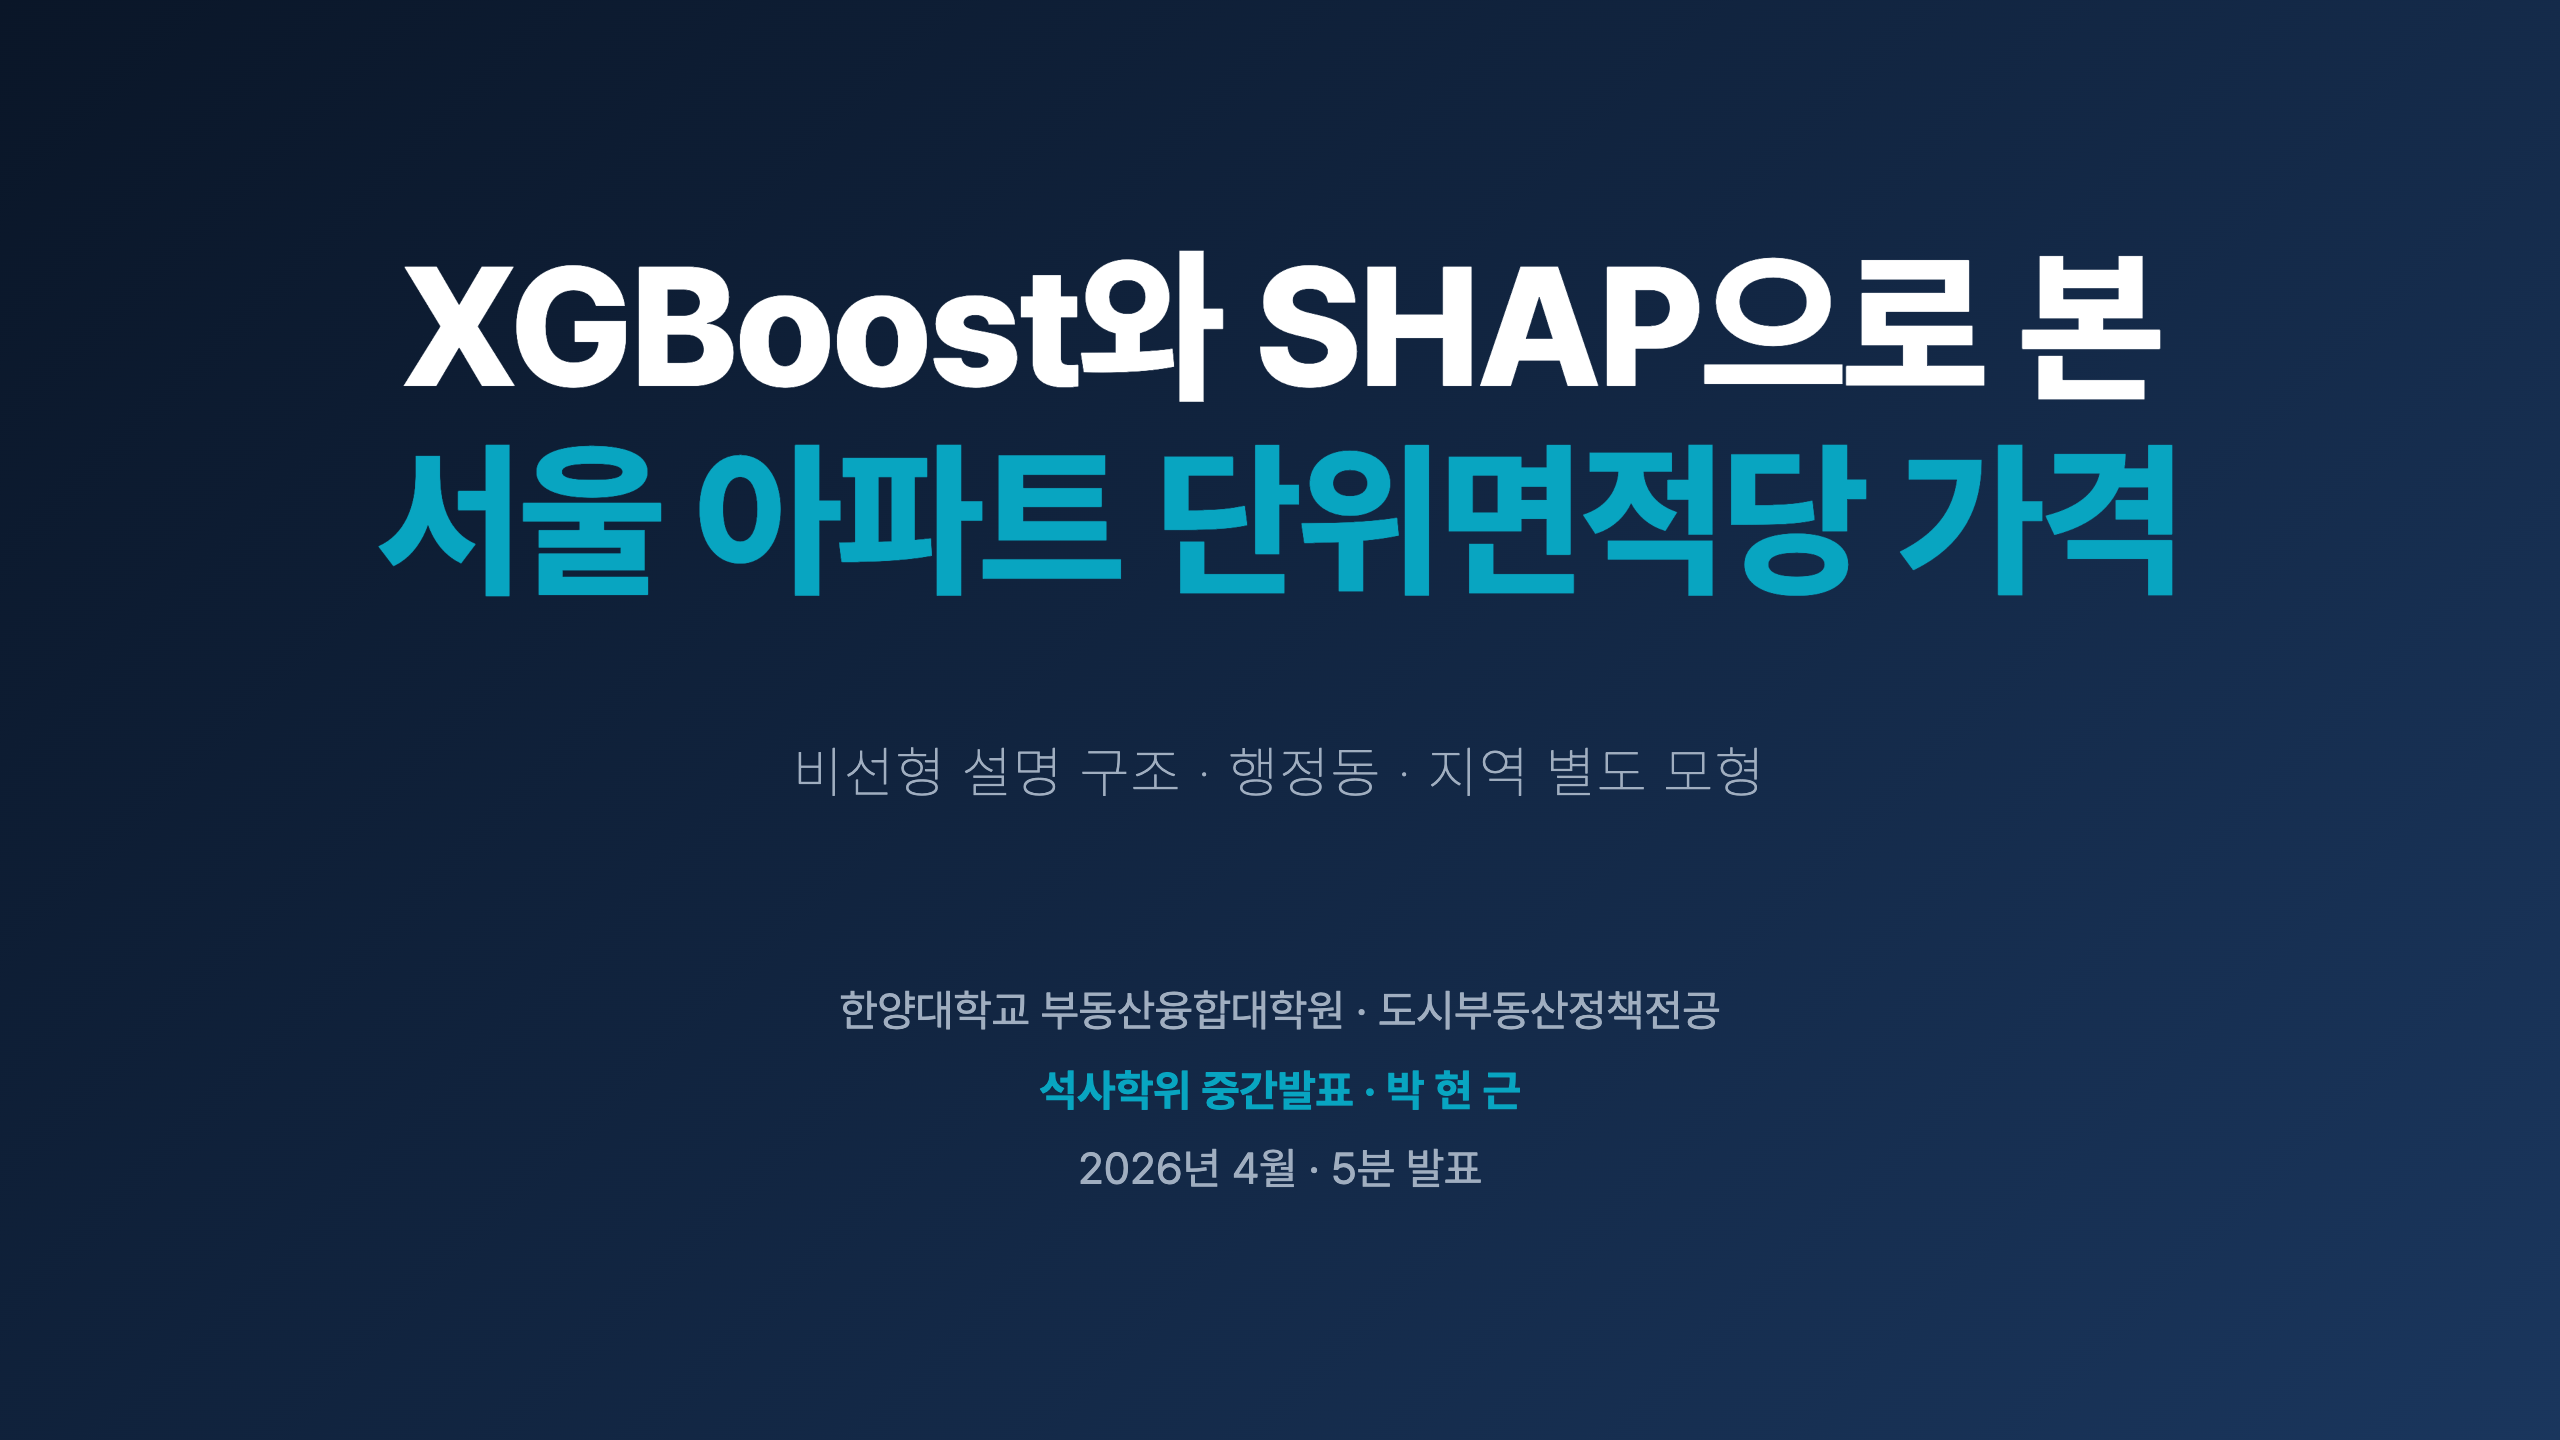 XGBoost와 SHAP으로 본
서울 아파트 단위면적당 가격
비선형 설명 구조 · 행정동 · 지역 별도 모형
한양대학교 부동산융합대학원 · 도시부동산정책전공
석사학위 중간발표 · 박 현 근
2026년 4월 · 5분 발표